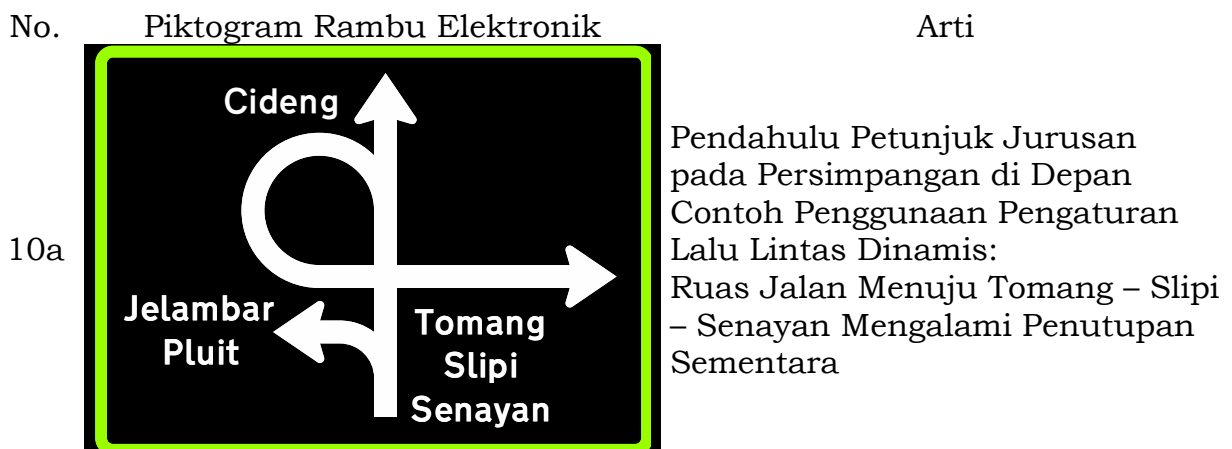 No. Piktogram Rambu Elektronik Arti
10a
Cideng
Jelambar
Pluit
Tomang
Slipi
Senayan
Pendahulu Petunjuk Jurusan
pada Persimpangan di Depan
Contoh Penggunaan Pengaturan
Lalu Lintas Dinamis:
Ruas Jalan Menuju Tomang – Slipi
– Senayan Mengalami Penutupan
Sementara